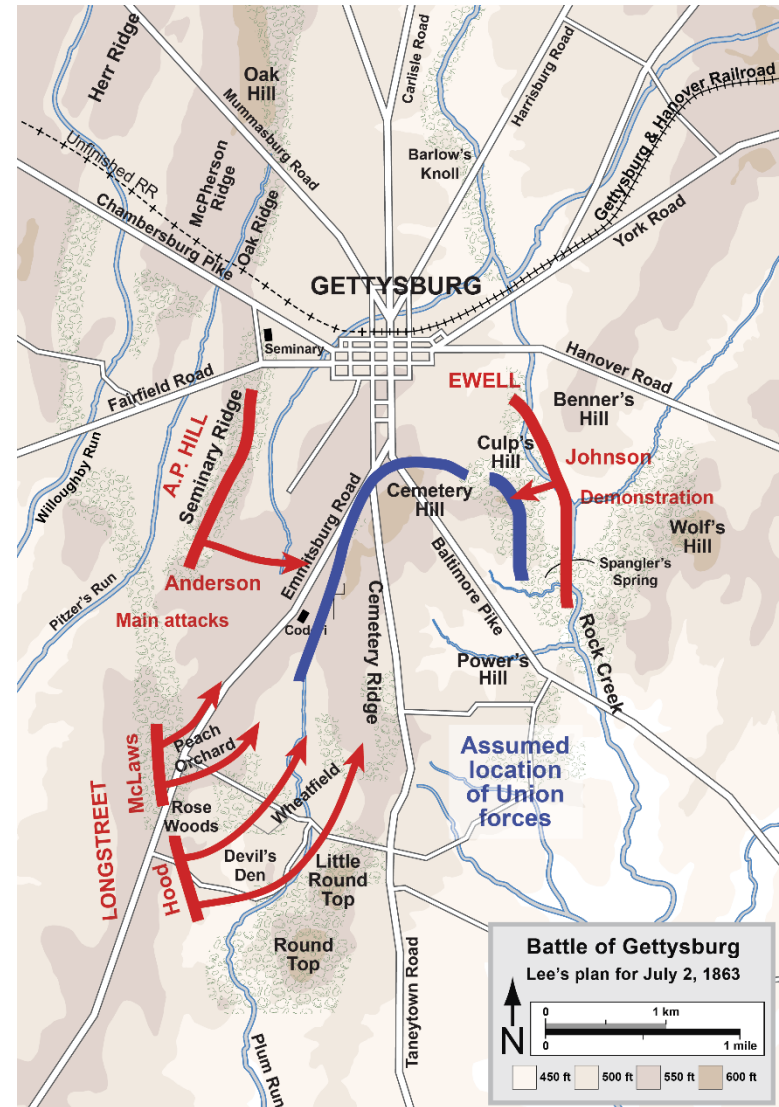 Herr Ridge
Oak
Hill
Mummasburg Road
Carlisle Road
Harrisburg Road
Gettysburg & Hanover Railroad
Unfinished RR
McPherson
Ridge
Barlow's
Knoll
Chambersburg Pike
Oak Ridge
York Road
GETTYSBURG
Seminary
Hanover Road
Fairfield Road
EWELL
Benner's
Hill
A.P. HILL
Seminary Ridge
Culp's
Hill
Johnson
Willoughby Run
Emmitsburg Road
Cemetery
Hill
Demonstration
Wolf's
Hill
Baltimore Pike
Spangler's
Spring
Anderson
Pitzer's Run
Main attacks
Codori
Cemetery Ridge
Rock Creek
Power's
Hill
McLaws
Peach
Orchard
Assumed
location
of Union
forces
LONGSTREET
Rose
Woods
Wheatfield
Hood
Devil's
Den
Little
Round
Top
Round
Top
Taneytown Road
Plum Run
Battle of Gettysburg
Lee's plan for July 2, 1863
N
0 1 km
0 1 mile
450 ft 500 ft 550 ft 600 ft